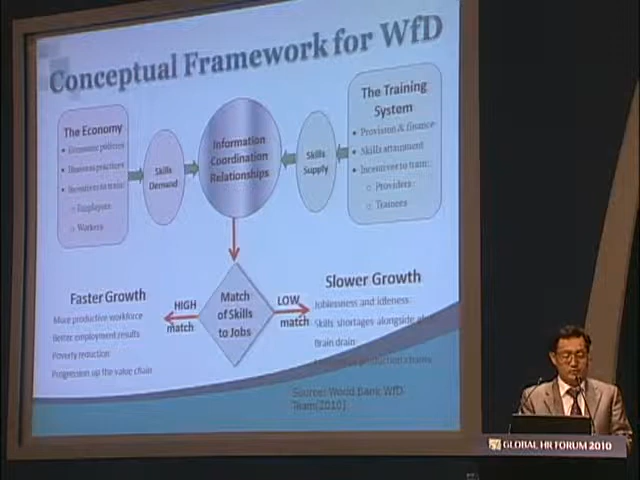 Conceptual Framework for WfD
The Economy
• Economic policies
• Business practices
• Incentives to train:
o Employers
o Workers
Skills
Demand
Information
Coordination
Relationships
Skills
Supply
The Training
System
• Provision & finance
• Skills attainment
• Incentives to train:
o Providers
o Trainees
Faster Growth
More productive workforce
Better employment results
Poverty reduction
Progression up the value chain
HIGH
match
Match
of Skills
to Jobs
LOW
match
Slower Growth
Joblessness and idleness
Skills shortages alongside
Brain drain
Source: World Bank WfD
Team(2010)
GLOBAL HR FORUM 2010